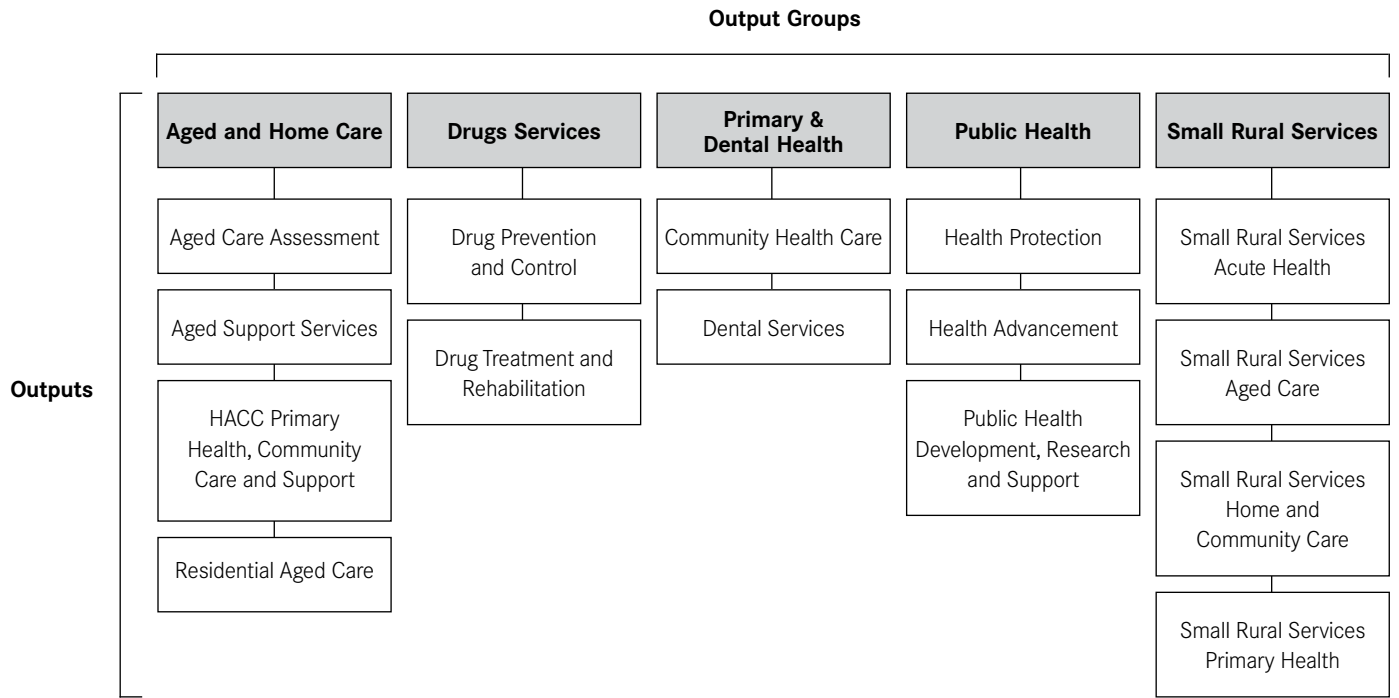 Output Groups
Outputs
Aged and Home Care
Aged Care Assessment
Aged Support Services
HACC Primary
Health, Community
Care and Support
Residential Aged Care
Drugs Services
Drug Prevention
and Control
Drug Treatment and
Rehabilitation
Primary &
Dental Health
Community Health Care
Dental Services
Public Health
Health Protection
Health Advancement
Public Health
Development, Research
and Support
Small Rural Services
Small Rural Services
Acute Health
Small Rural Services
Aged Care
Small Rural Services
Home and
Community Care
Small Rural Services
Primary Health